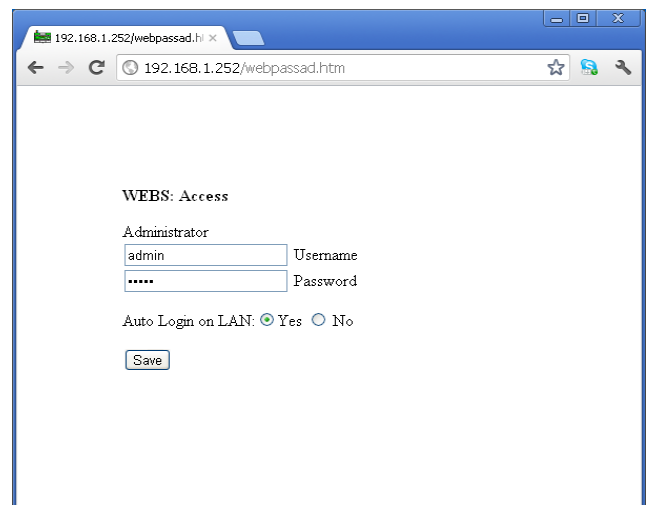 192.168.1.252/webpassad.h
192.168.1.252/webpassad.htm
WEBS: Access
Administrator
admin Username
••••• Password
Auto Login on LAN: Yes No
Save